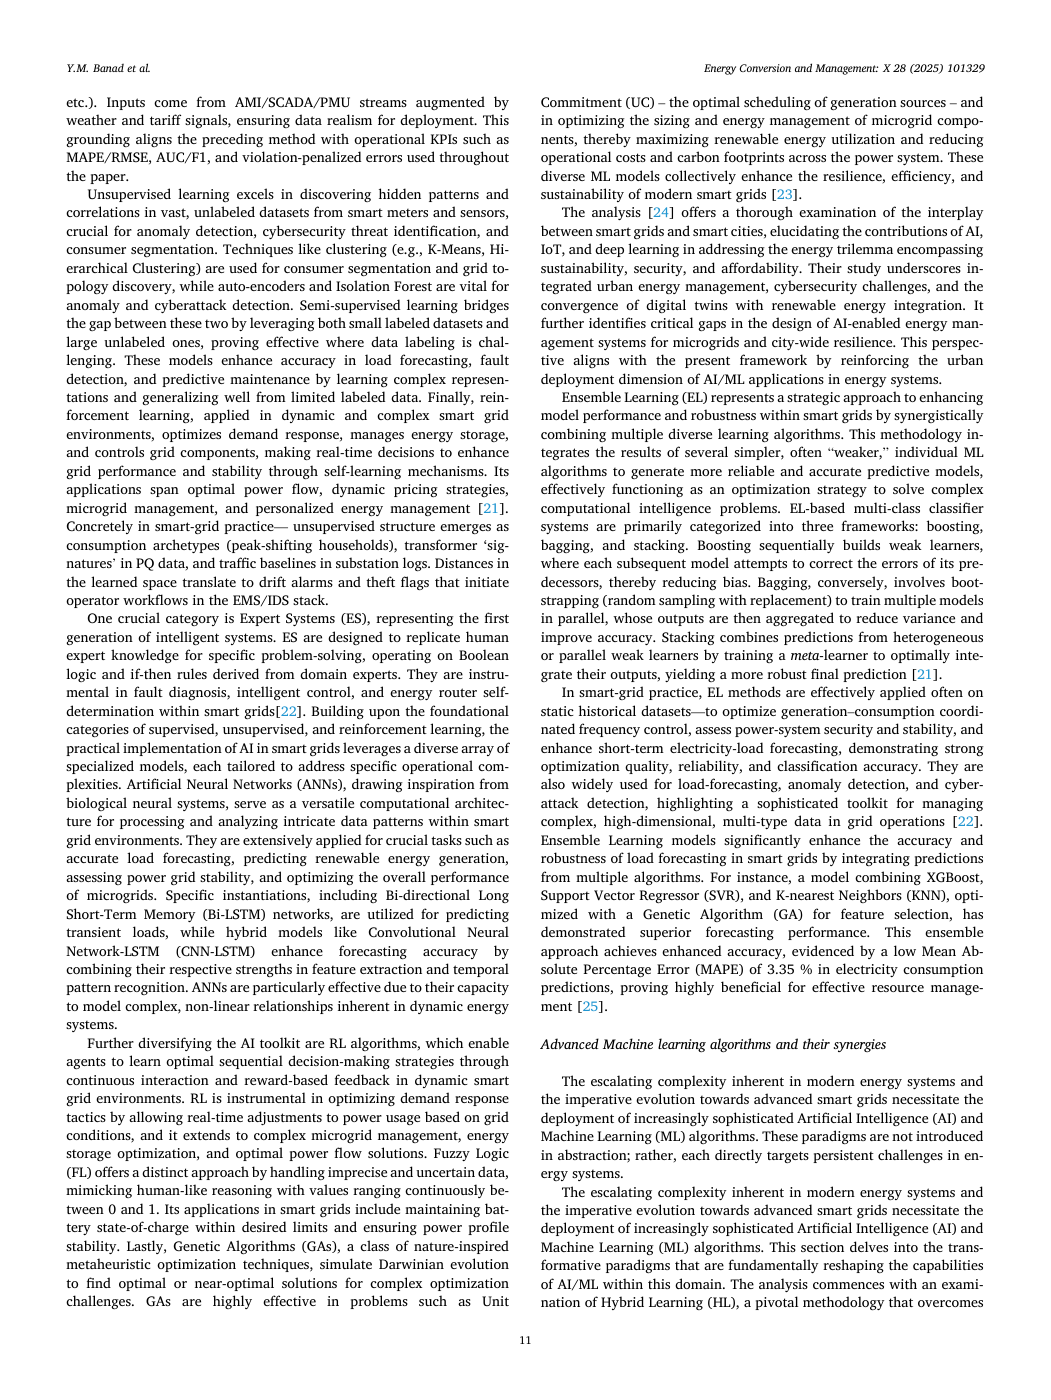 Y.M. Banad et al.
Energy Conversion and Management: X 28 (2025) 101329
etc.). Inputs come from AMI/SCADA/PMU streams augmented by
weather and tariff signals, ensuring data realism for deployment. This
grounding aligns the preceding method with operational KPIs such as
MAPE/RMSE, AUC/F1, and violation-penalized errors used throughout
the paper.
Unsupervised learning excels in discovering hidden patterns and
correlations in vast, unlabeled datasets from smart meters and sensors,
crucial for anomaly detection, cybersecurity threat identification, and
consumer segmentation. Techniques like clustering (e.g., K-Means, Hi-
erarchical Clustering) are used for consumer segmentation and grid to-
pology discovery, while auto-encoders and Isolation Forest are vital for
anomaly and cyberattack detection. Semi-supervised learning bridges
the gap between these two by leveraging both small labeled datasets and
large unlabeled ones, proving effective where data labeling is chal-
lenging. These models enhance accuracy in load forecasting, fault
detection, and predictive maintenance by learning complex represen-
tations and generalizing well from limited labeled data. Finally, rein-
forcement learning, applied in dynamic and complex smart grid
environments, optimizes demand response, manages energy storage,
and controls grid components, making real-time decisions to enhance
grid performance and stability through self-learning mechanisms. Its
applications span optimal power flow, dynamic pricing strategies,
microgrid management, and personalized energy management [21].
Concretely in smart-grid practice— unsupervised structure emerges as
consumption archetypes (peak-shifting households), transformer ‘sig-
natures’ in PQ data, and traffic baselines in substation logs. Distances in
the learned space translate to drift alarms and theft flags that initiate
operator workflows in the EMS/IDS stack.
One crucial category is Expert Systems (ES), representing the first
generation of intelligent systems. ES are designed to replicate human
expert knowledge for specific problem-solving, operating on Boolean
logic and if-then rules derived from domain experts. They are instru-
mental in fault diagnosis, intelligent control, and energy router self-
determination within smart grids[22]. Building upon the foundational
categories of supervised, unsupervised, and reinforcement learning, the
practical implementation of AI in smart grids leverages a diverse array of
specialized models, each tailored to address specific operational com-
plexities. Artificial Neural Networks (ANNs), drawing inspiration from
biological neural systems, serve as a versatile computational architec-
ture for processing and analyzing intricate data patterns within smart
grid environments. They are extensively applied for crucial tasks such as
accurate load forecasting, predicting renewable energy generation,
assessing power grid stability, and optimizing the overall performance
of microgrids. Specific instantiations, including Bi-directional Long
Short-Term Memory (Bi-LSTM) networks, are utilized for predicting
transient loads, while hybrid models like Convolutional Neural
Network-LSTM (CNN-LSTM) enhance forecasting accuracy by
combining their respective strengths in feature extraction and temporal
pattern recognition. ANNs are particularly effective due to their capacity
to model complex, non-linear relationships inherent in dynamic energy
systems.
Further diversifying the AI toolkit are RL algorithms, which enable
agents to learn optimal sequential decision-making strategies through
continuous interaction and reward-based feedback in dynamic smart
grid environments. RL is instrumental in optimizing demand response
tactics by allowing real-time adjustments to power usage based on grid
conditions, and it extends to complex microgrid management, energy
storage optimization, and optimal power flow solutions. Fuzzy Logic
(FL) offers a distinct approach by handling imprecise and uncertain data,
mimicking human-like reasoning with values ranging continuously be-
tween 0 and 1. Its applications in smart grids include maintaining bat-
tery state-of-charge within desired limits and ensuring power profile
stability. Lastly, Genetic Algorithms (GAs), a class of nature-inspired
metaheuristic optimization techniques, simulate Darwinian evolution
to find optimal or near-optimal solutions for complex optimization
challenges. GAs are highly effective in problems such as Unit
Commitment (UC) – the optimal scheduling of generation sources – and
in optimizing the sizing and energy management of microgrid compo-
nents, thereby maximizing renewable energy utilization and reducing
operational costs and carbon footprints across the power system. These
diverse ML models collectively enhance the resilience, efficiency, and
sustainability of modern smart grids [23].
The analysis [24] offers a thorough examination of the interplay
between smart grids and smart cities, elucidating the contributions of AI,
IoT, and deep learning in addressing the energy trilemma encompassing
sustainability, security, and affordability. Their study underscores in-
tegrated urban energy management, cybersecurity challenges, and the
convergence of digital twins with renewable energy integration. It
further identifies critical gaps in the design of AI-enabled energy man-
agement systems for microgrids and city-wide resilience. This perspec-
tive aligns with the present framework by reinforcing the urban
deployment dimension of AI/ML applications in energy systems.
Ensemble Learning (EL) represents a strategic approach to enhancing
model performance and robustness within smart grids by synergistically
combining multiple diverse learning algorithms. This methodology in-
tegrates the results of several simpler, often “weaker,” individual ML
algorithms to generate more reliable and accurate predictive models,
effectively functioning as an optimization strategy to solve complex
computational intelligence problems. EL-based multi-class classifier
systems are primarily categorized into three frameworks: boosting,
bagging, and stacking. Boosting sequentially builds weak learners,
where each subsequent model attempts to correct the errors of its pre-
decessors, thereby reducing bias. Bagging, conversely, involves boot-
strapping (random sampling with replacement) to train multiple models
in parallel, whose outputs are then aggregated to reduce variance and
improve accuracy. Stacking combines predictions from heterogeneous
or parallel weak learners by training a meta-learner to optimally inte-
grate their outputs, yielding a more robust final prediction [21].
In smart-grid practice, EL methods are effectively applied often on
static historical datasets—to optimize generation–consumption coordi-
nated frequency control, assess power-system security and stability, and
enhance short-term electricity-load forecasting, demonstrating strong
optimization quality, reliability, and classification accuracy. They are
also widely used for load-forecasting, anomaly detection, and cyber-
attack detection, highlighting a sophisticated toolkit for managing
complex, high-dimensional, multi-type data in grid operations [22].
Ensemble Learning models significantly enhance the accuracy and
robustness of load forecasting in smart grids by integrating predictions
from multiple algorithms. For instance, a model combining XGBoost,
Support Vector Regressor (SVR), and K-nearest Neighbors (KNN), opti-
mized with a Genetic Algorithm (GA) for feature selection, has
demonstrated superior forecasting performance. This ensemble
approach achieves enhanced accuracy, evidenced by a low Mean Ab-
solute Percentage Error (MAPE) of 3.35 % in electricity consumption
predictions, proving highly beneficial for effective resource manage-
ment [25].
Advanced Machine learning algorithms and their synergies
The escalating complexity inherent in modern energy systems and
the imperative evolution towards advanced smart grids necessitate the
deployment of increasingly sophisticated Artificial Intelligence (AI) and
Machine Learning (ML) algorithms. These paradigms are not introduced
in abstraction; rather, each directly targets persistent challenges in en-
ergy systems.
The escalating complexity inherent in modern energy systems and
the imperative evolution towards advanced smart grids necessitate the
deployment of increasingly sophisticated Artificial Intelligence (AI) and
Machine Learning (ML) algorithms. This section delves into the trans-
formative paradigms that are fundamentally reshaping the capabilities
of AI/ML within this domain. The analysis commences with an exami-
nation of Hybrid Learning (HL), a pivotal methodology that overcomes
11